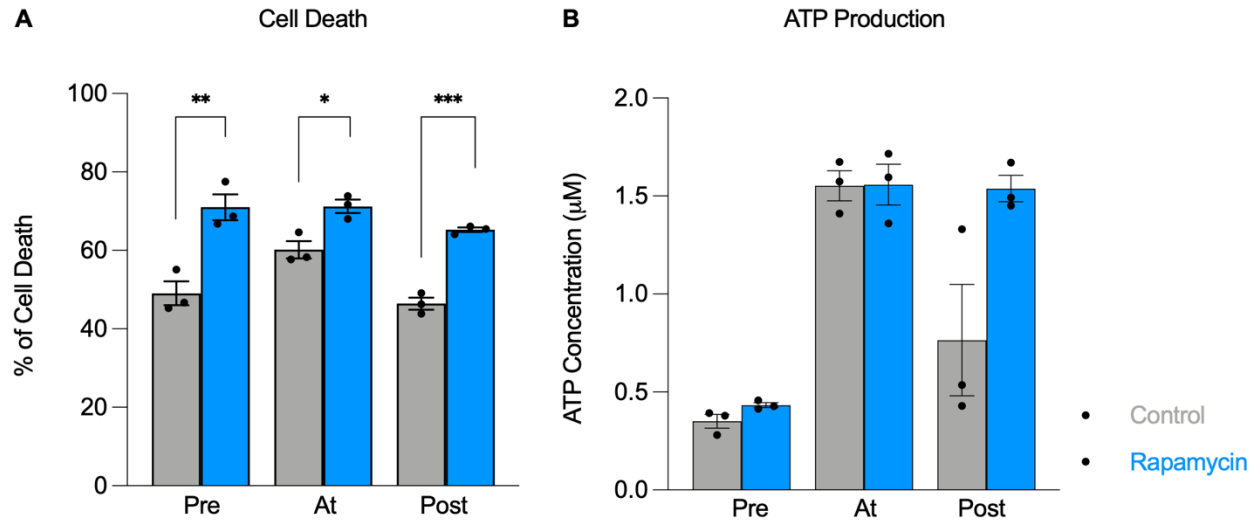 A
Cell Death
% of Cell Death
100
80
60
40
20
0
**
*
***
Pre
At
Post
B
ATP Production
ATP Concentration (µM)
2.0
1.5
1.0
0.5
0.0
Pre
At
Post
Control
Rapamycin